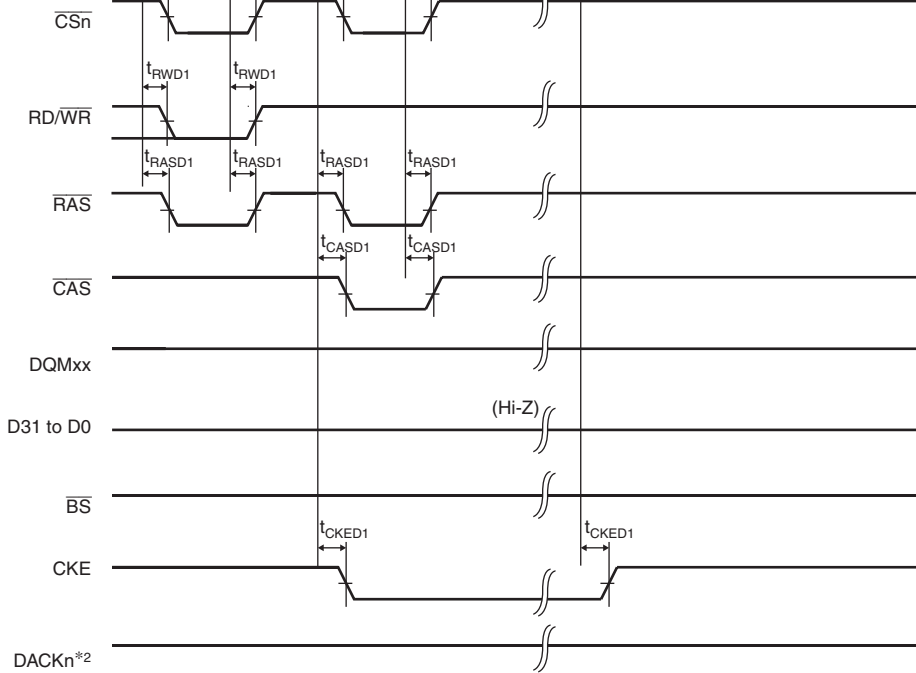 CSn
tRWD1 tRWD1
RD/WR
tRASD1 tRASD1 tRASD1 tRASD1
RAS
tCASD1 tCASD1
CAS
DQMxx
(Hi-Z)
D31 to D0
BS
tCKED1 tCKED1
CKE
DACKn*2